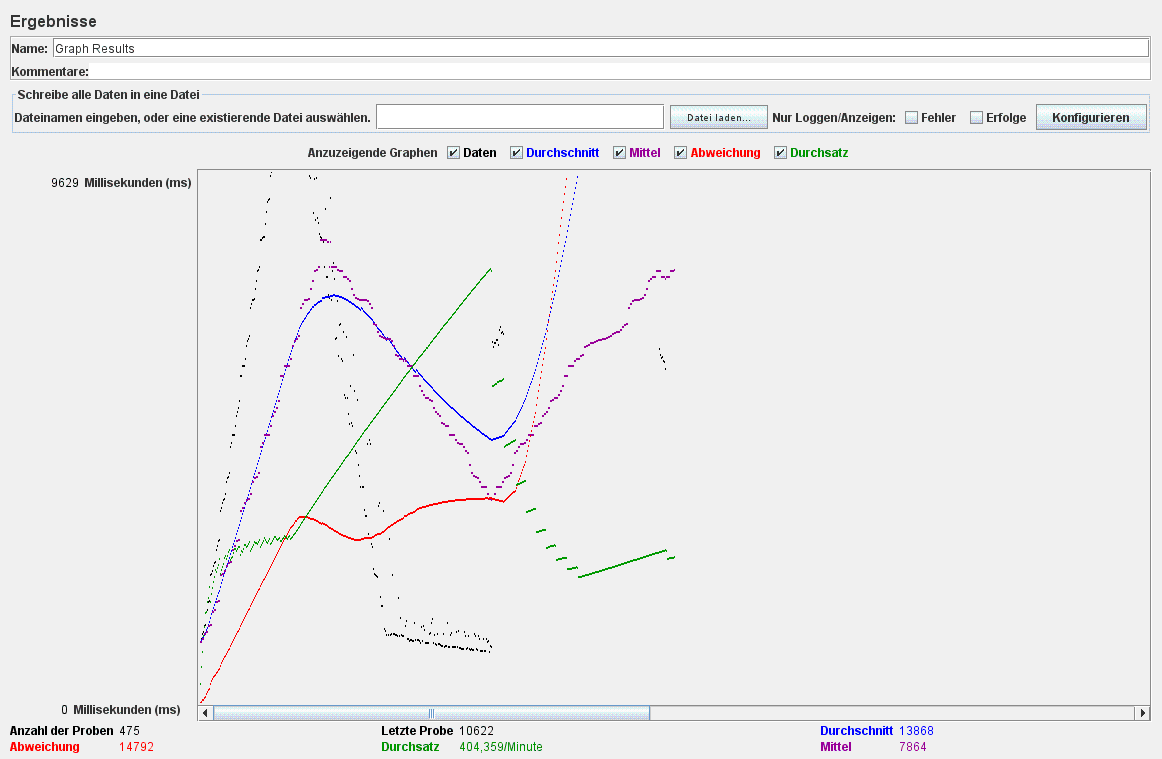 Ergebnisse
Name: Graph Results
Kommentare:
Schreibe alle Daten in eine Datei
Dateinamen eingeben, oder eine existierende Datei auswählen. Datei laden... Nur Loggen/Anzeigen: Fehler Erfolge Konfigurieren
Anzuzeigende Graphen Daten Durchschnitt Mittel Abweichung Durchsatz
9629 Millisekunden (ms)
0 Millisekunden (ms)
Anzahl der Proben 475 Letzte Probe 10622 Durchschnitt 13868
Abweichung 14792 Durchsatz 404,359/Minute Mittel 7864